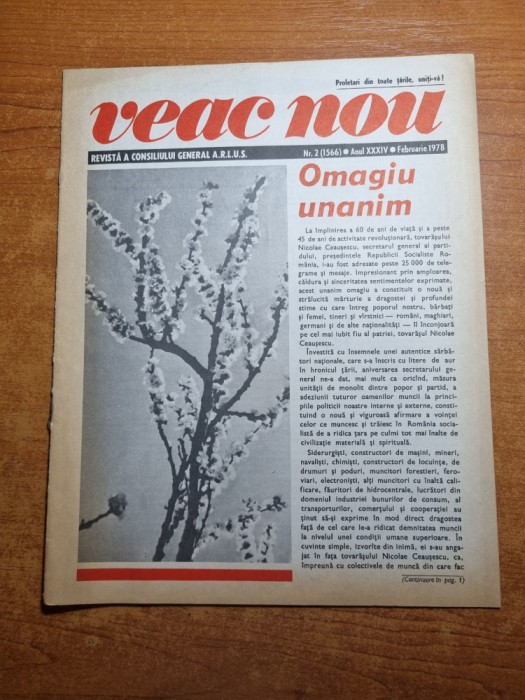 Proletari din toate țările, uniți-vă!
veac nou
REVISTĂ A CONSILIULUI GENERAL A.R.L.U.S.
Nr. 2 (1566) ● Anul XXXIV ● Februarie 1978
Omagiu
unanim
La împlinirea a 60 de ani de viață și a peste
45 de ani de activitate revoluționară, tovarășului
Nicolae Ceaușescu, secretarul general al parti-
dului, președintele Republicii Socialiste Ro-
mânia, i-au fost adresate peste 25 000 de tele-
grame și mesaje. Impresionant prin amploarea,
căldura și sinceritatea sentimentelor exprimate,
acest unanim omagiu a constituit o nouă și
strălucită mărturie a dragostei și profundei
stime cu care întreg poporul nostru, bărbați
și femei, tineri și vîrstnici — români, maghiari,
germani și de alte naționalități — îl înconjoară
pe cel mai iubit fiu al patriei, tovarășul Nicolae
Ceaușescu.
Învestită cu însemnele unei autentice sărbă-
tori naționale, care s-a înscris cu litere de aur
în hronicul țării, aniversarea secretarului ge-
neral ne-a dat, mai mult ca oricînd, măsura
unității de monolit dintre popor și partid, a
adeziunii tuturor oamenilor muncii la princi-
piile politicii noastre interne și externe, consti-
tuind o nouă și viguroasă afirmare a voinței
celor ce muncesc și trăiesc în România socia-
listă de a ridica țara pe culmi tot mai înalte de
civilizație materială și spirituală.
Siderurgiști, constructori de mașini, mineri,
navaliști, chimiști, constructori de locuințe, de
drumuri și poduri, muncitori forestieri, fero-
viari, electroniști, alți muncitori cu înaltă cali-
ficare, făuritori de hidrocentrale, lucrători din
domeniul industriei bunurilor de consum, al
transporturilor, comerțului și cooperației au
ținut să-și exprime în mod direct dragostea
față de cel care le-a ridicat demnitatea muncii
la nivelul unei condiții umane superioare. În
cuvinte simple, izvorîte din inimă, ei s-au anga-
jat în fața tovarășului Nicolae Ceaușescu, ca,
împreună cu colectivele de muncă din care fac
(Continuare în pag. 1)